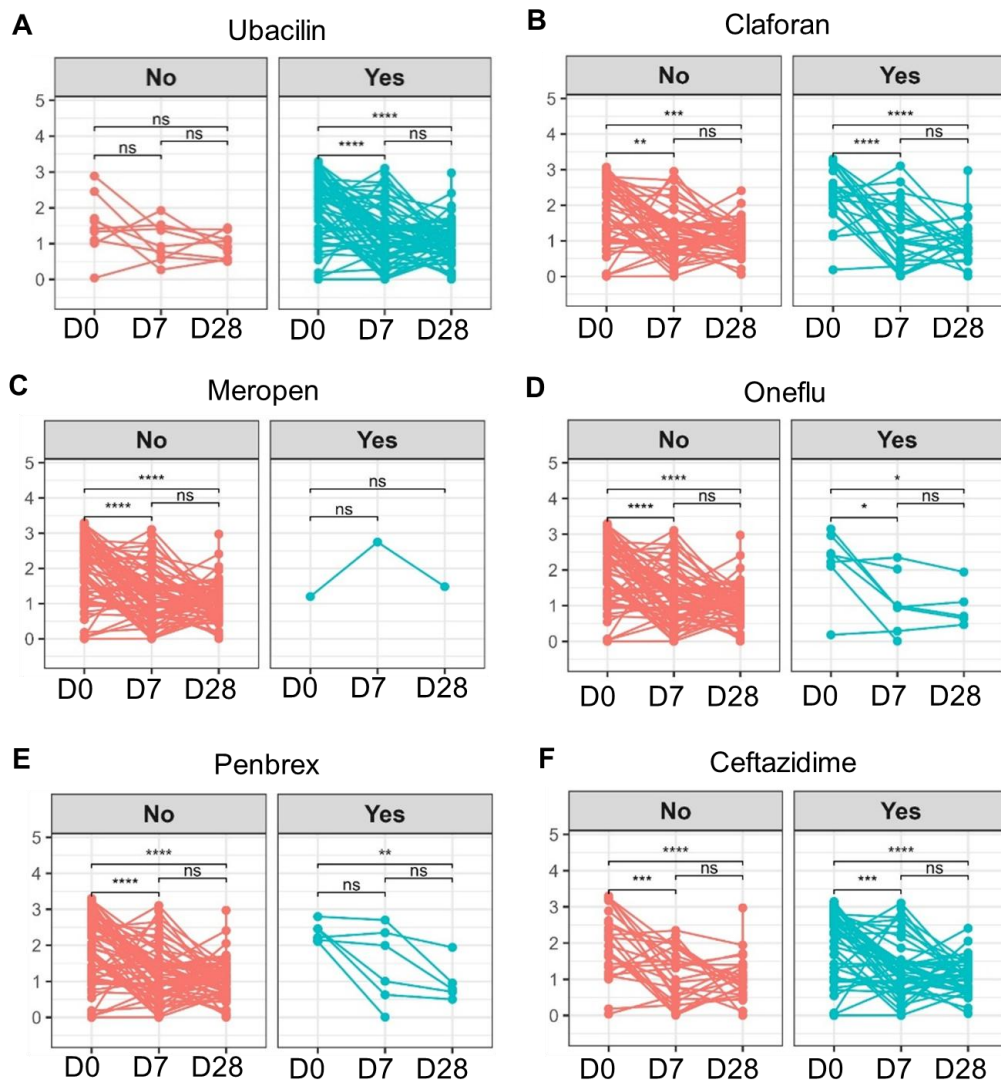 A
Ubacilin
No
Yes
5
4
3
2
1
0
ns
ns
ns
****
ns
****
D0 D7 D28
D0 D7 D28
B
Claforan
No
Yes
5
4
3
2
1
0
***
ns
**
****
ns
****
D0 D7 D28
D0 D7 D28
C
Meropen
No
Yes
5
4
3
2
1
0
****
ns
****
ns
ns
D0 D7 D28
D0 D7 D28
D
Oneflu
No
Yes
5
4
3
2
1
0
****
ns
****
*
ns
*
D0 D7 D28
D0 D7 D28
E
Penbrex
No
Yes
5
4
3
2
1
0
****
ns
****
**
ns
ns
D0 D7 D28
D0 D7 D28
F
Ceftazidime
No
Yes
5
4
3
2
1
0
****
ns
***
****
ns
***
D0 D7 D28
D0 D7 D28